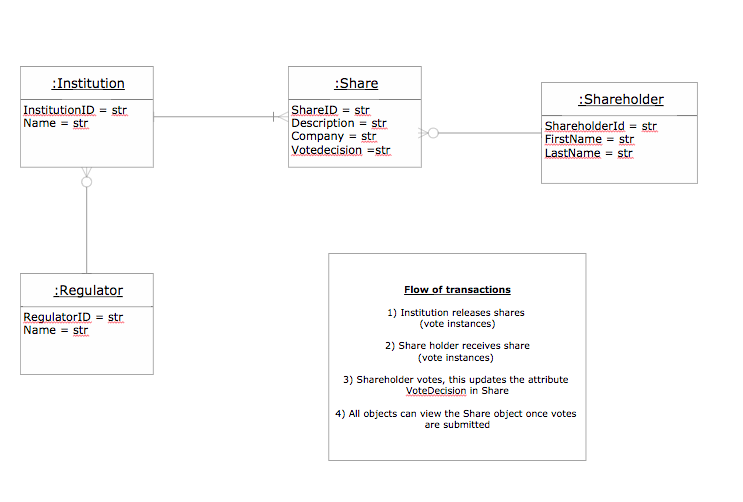 :Institution
InstitutionID = str
Name = str
:Share
ShareID = str
Description = str
Company = str
Votedecision =str
:Shareholder
ShareholderId = str
FirstName = str
LastName = str
:Regulator
RegulatorID = str
Name = str
Flow of transactions
1) Institution releases shares
(vote instances)
2) Share holder receives share
(vote instances)
3) Shareholder votes, this updates the attribute
VoteDecision in Share
4) All objects can view the Share object once votes
are submitted